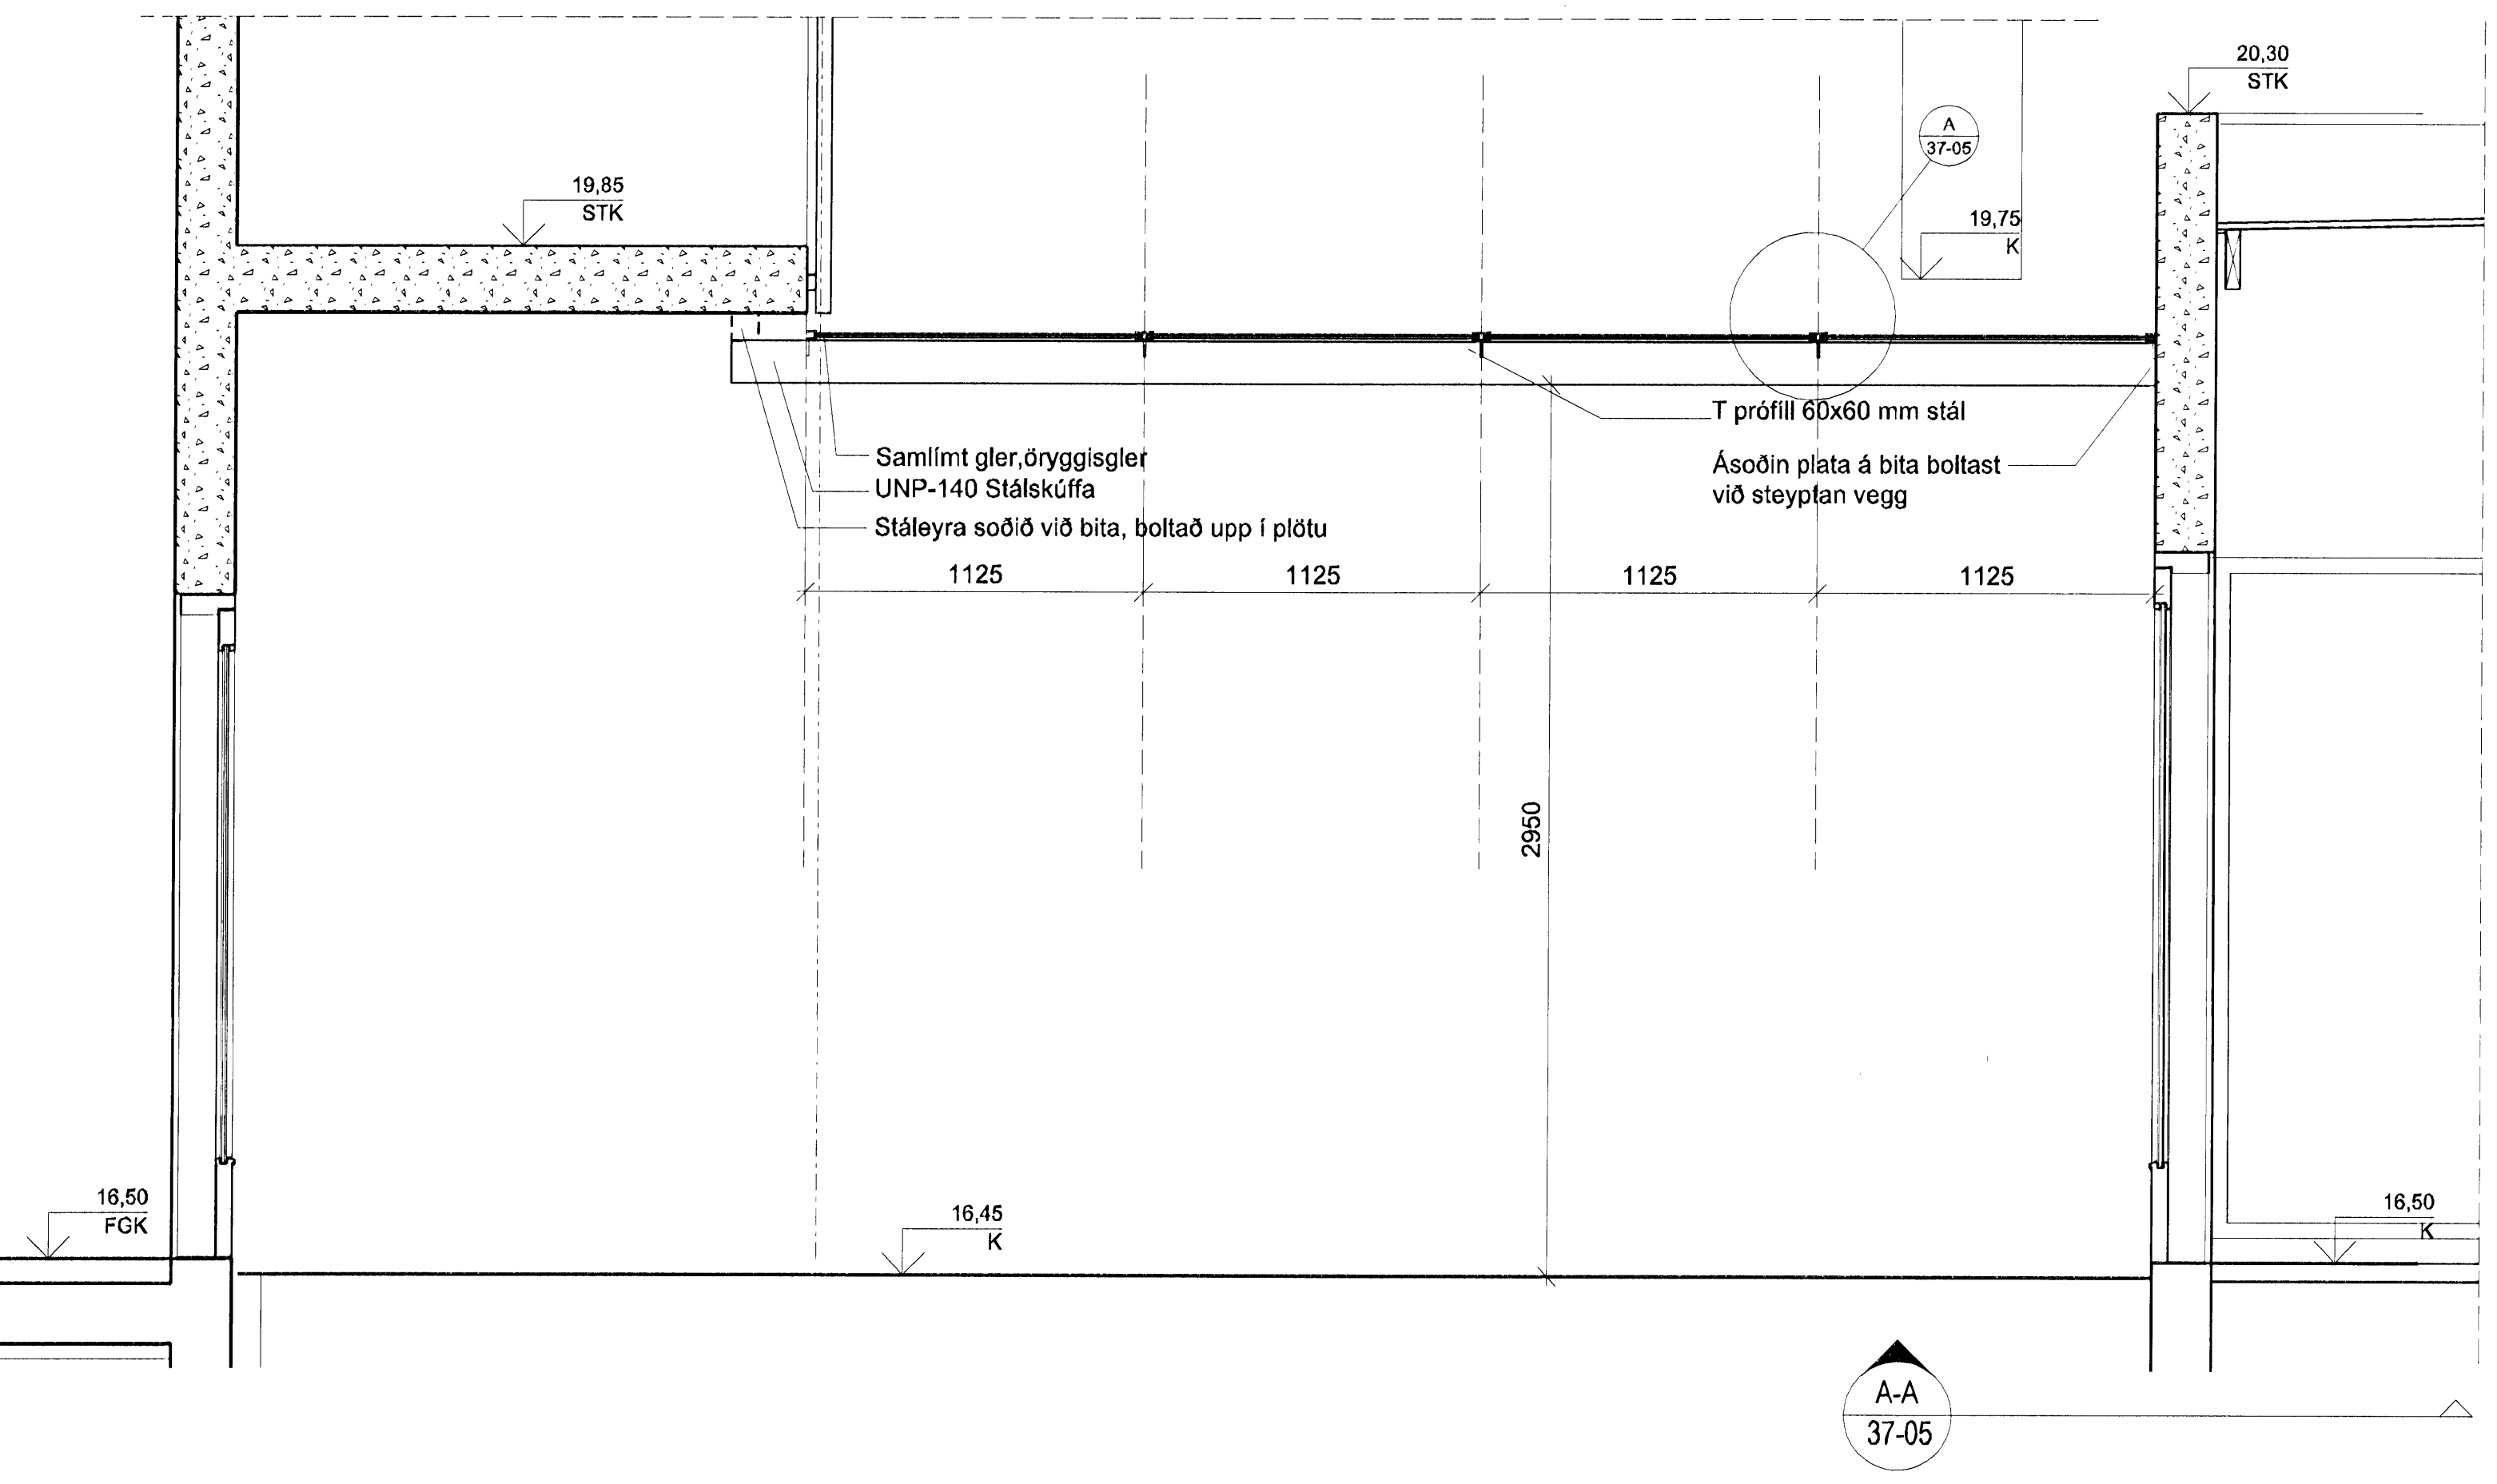 20,30
STK
A
37-05
19,85
STK
19,75
K
T prófíll 60x60 mm stál
Samlímt gler,öryggisgler
UNP-140 Stálskúffa
Stáleyra soðið við bita, boltað upp í plötu
Ásoðin plata á bita boltast
við steyptan vegg
1125
1125
1125
1125
2950
16,50
FGK
16,45
K
16,50
K
A-A
37-05